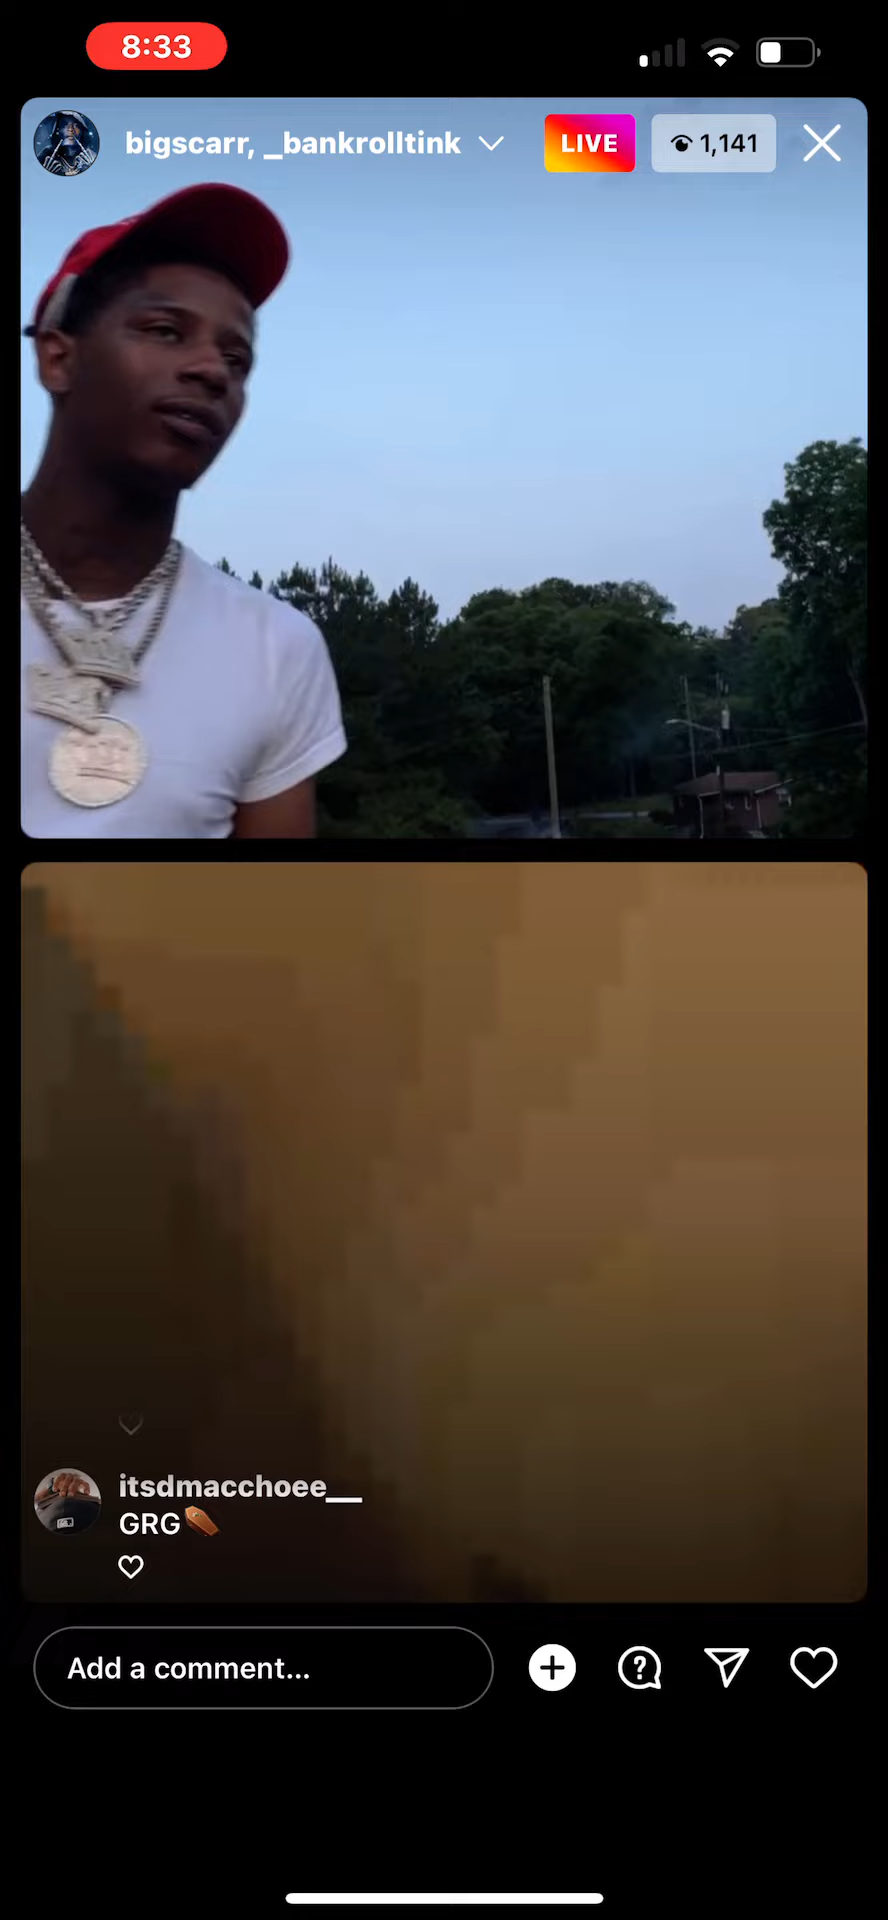 8:33
bigscarr, _bankrolltink
LIVE
1,141
itsdmacchoee__
GRG
Add a comment...